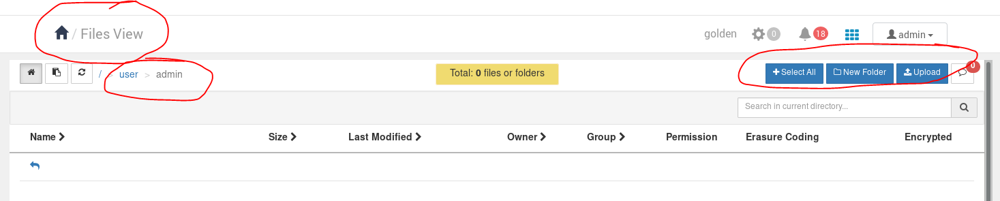 / Files View golden 0 18 admin
/ > user > admin Total: 0 files or folders Select All New Folder Upload 0
Search in current directory...
Name Size Last Modified Owner Group Permission Erasure Coding Encrypted